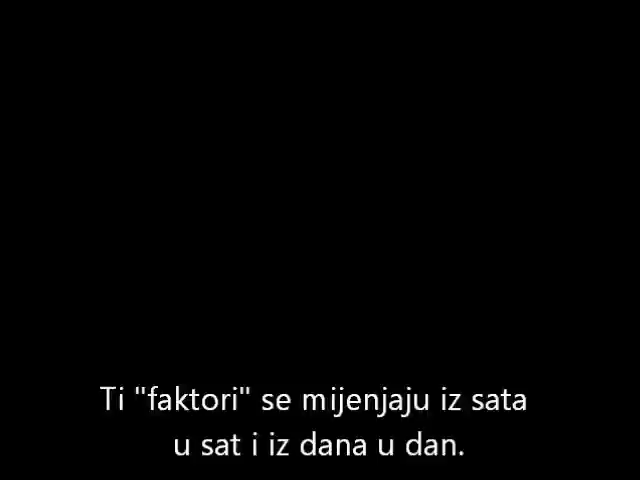 Ti "faktori" se mijenjaju iz sata
u sat i iz dana u dan.